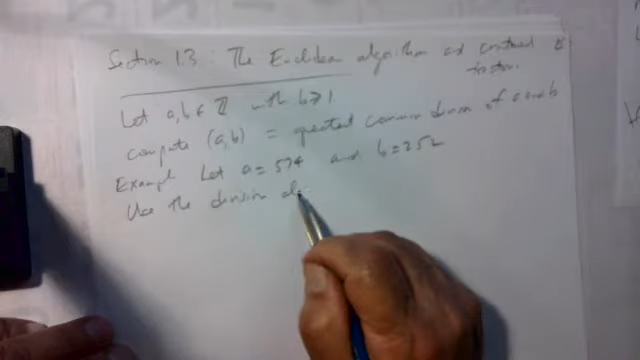 Section 1.3 : The Euclidean algorithm and continued
fractions
Let a,b ∈ ℤ with b ≥ 1.
compute (a,b) = greatest common divisor of a and b
Example Let a = 574 and b = 252
Use the division al